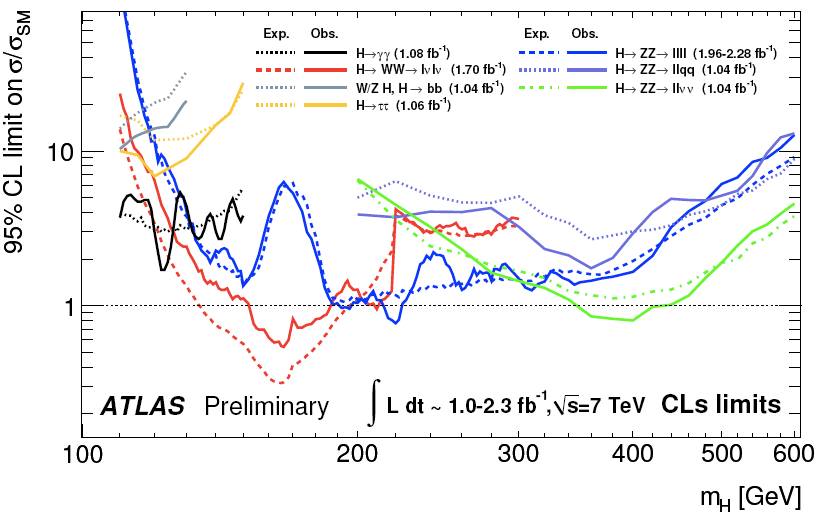 95% CL limit on σ/σSM
Exp. Obs. Exp. Obs.
H→γγ (1.08 fb-1) H→ ZZ→ llll (1.96-2.28 fb-1)
H→ WW→ lνlν (1.70 fb-1) H→ ZZ→ llqq (1.04 fb-1)
W/Z H, H→ bb (1.04 fb-1) H→ ZZ→ llνν (1.04 fb-1)
H→ττ (1.06 fb-1)
10
1
ATLAS Preliminary ∫ L dt ~ 1.0-2.3 fb-1,√s=7 TeV CLs limits
100 200 300 400 500 600
mH [GeV]